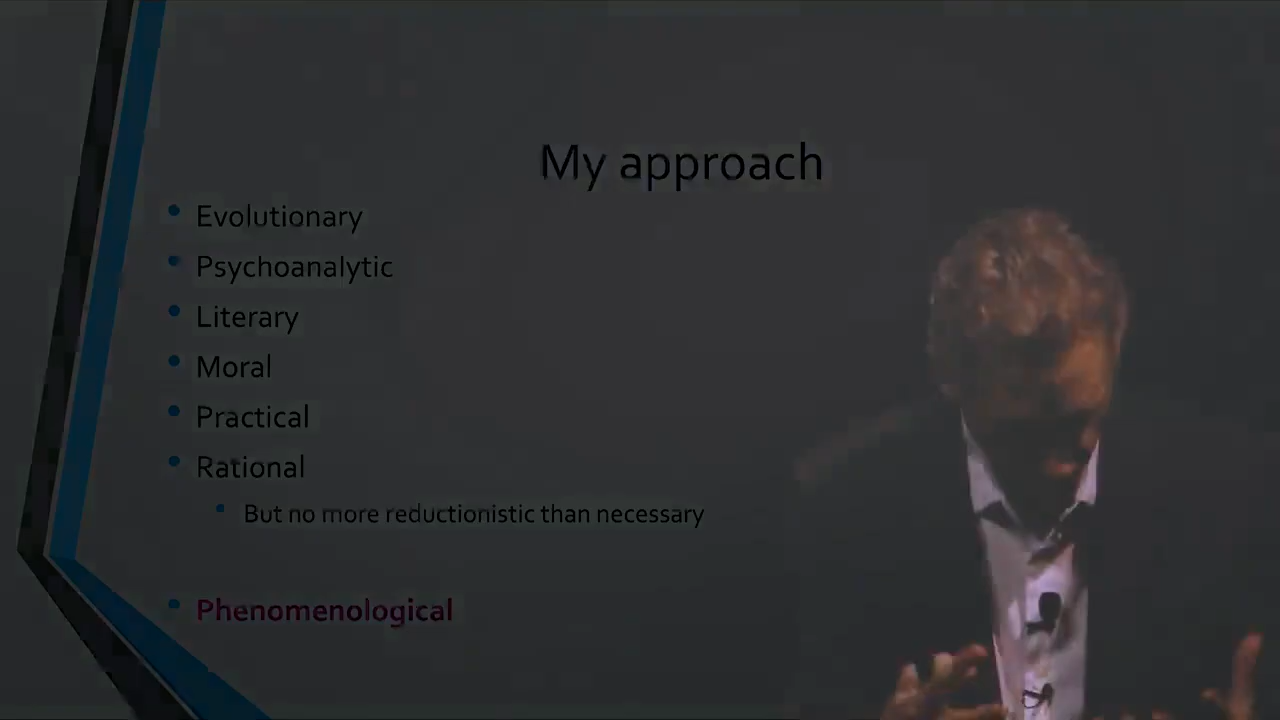 My approach
Evolutionary
Psychoanalytic
Literary
Moral
Practical
Rational
But no more reductionistic than necessary
Phenomenological